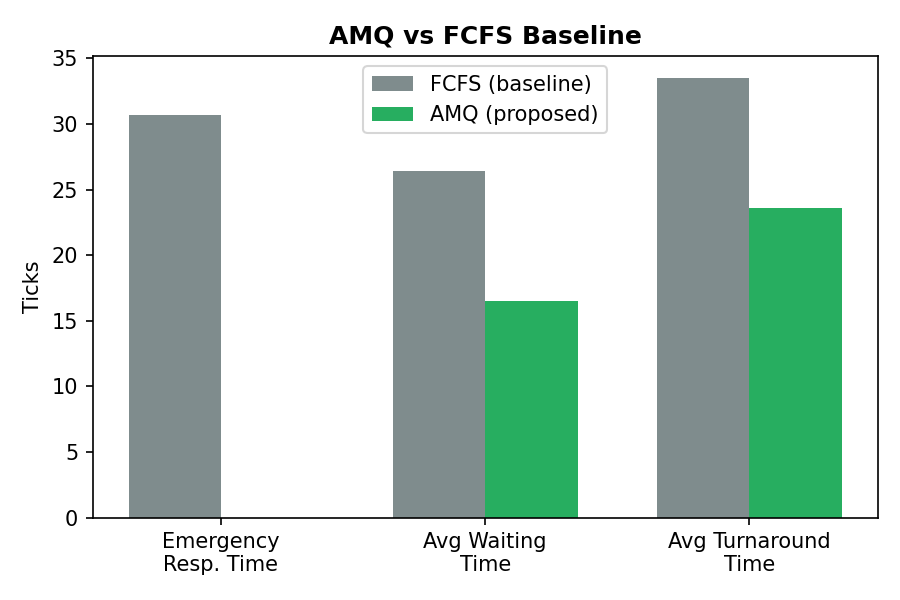 AMQ vs FCFS Baseline
FCFS (baseline)
AMQ (proposed)
Ticks
35
30
25
20
15
10
5
0
Emergency
Resp. Time
Avg Waiting
Time
Avg Turnaround
Time